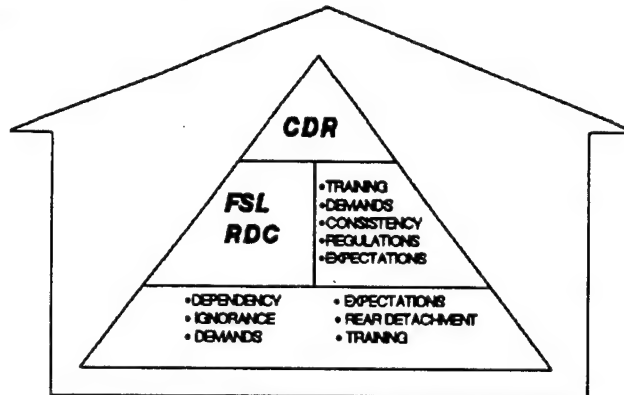 CDR
FSL
RDC
•TRAINING
•DEMANDS
•CONSISTENCY
•REGULATIONS
•EXPECTATIONS
•DEPENDENCY
•IGNORANCE
•DEMANDS
•EXPECTATIONS
•REAR DETACHMENT
•TRAINING